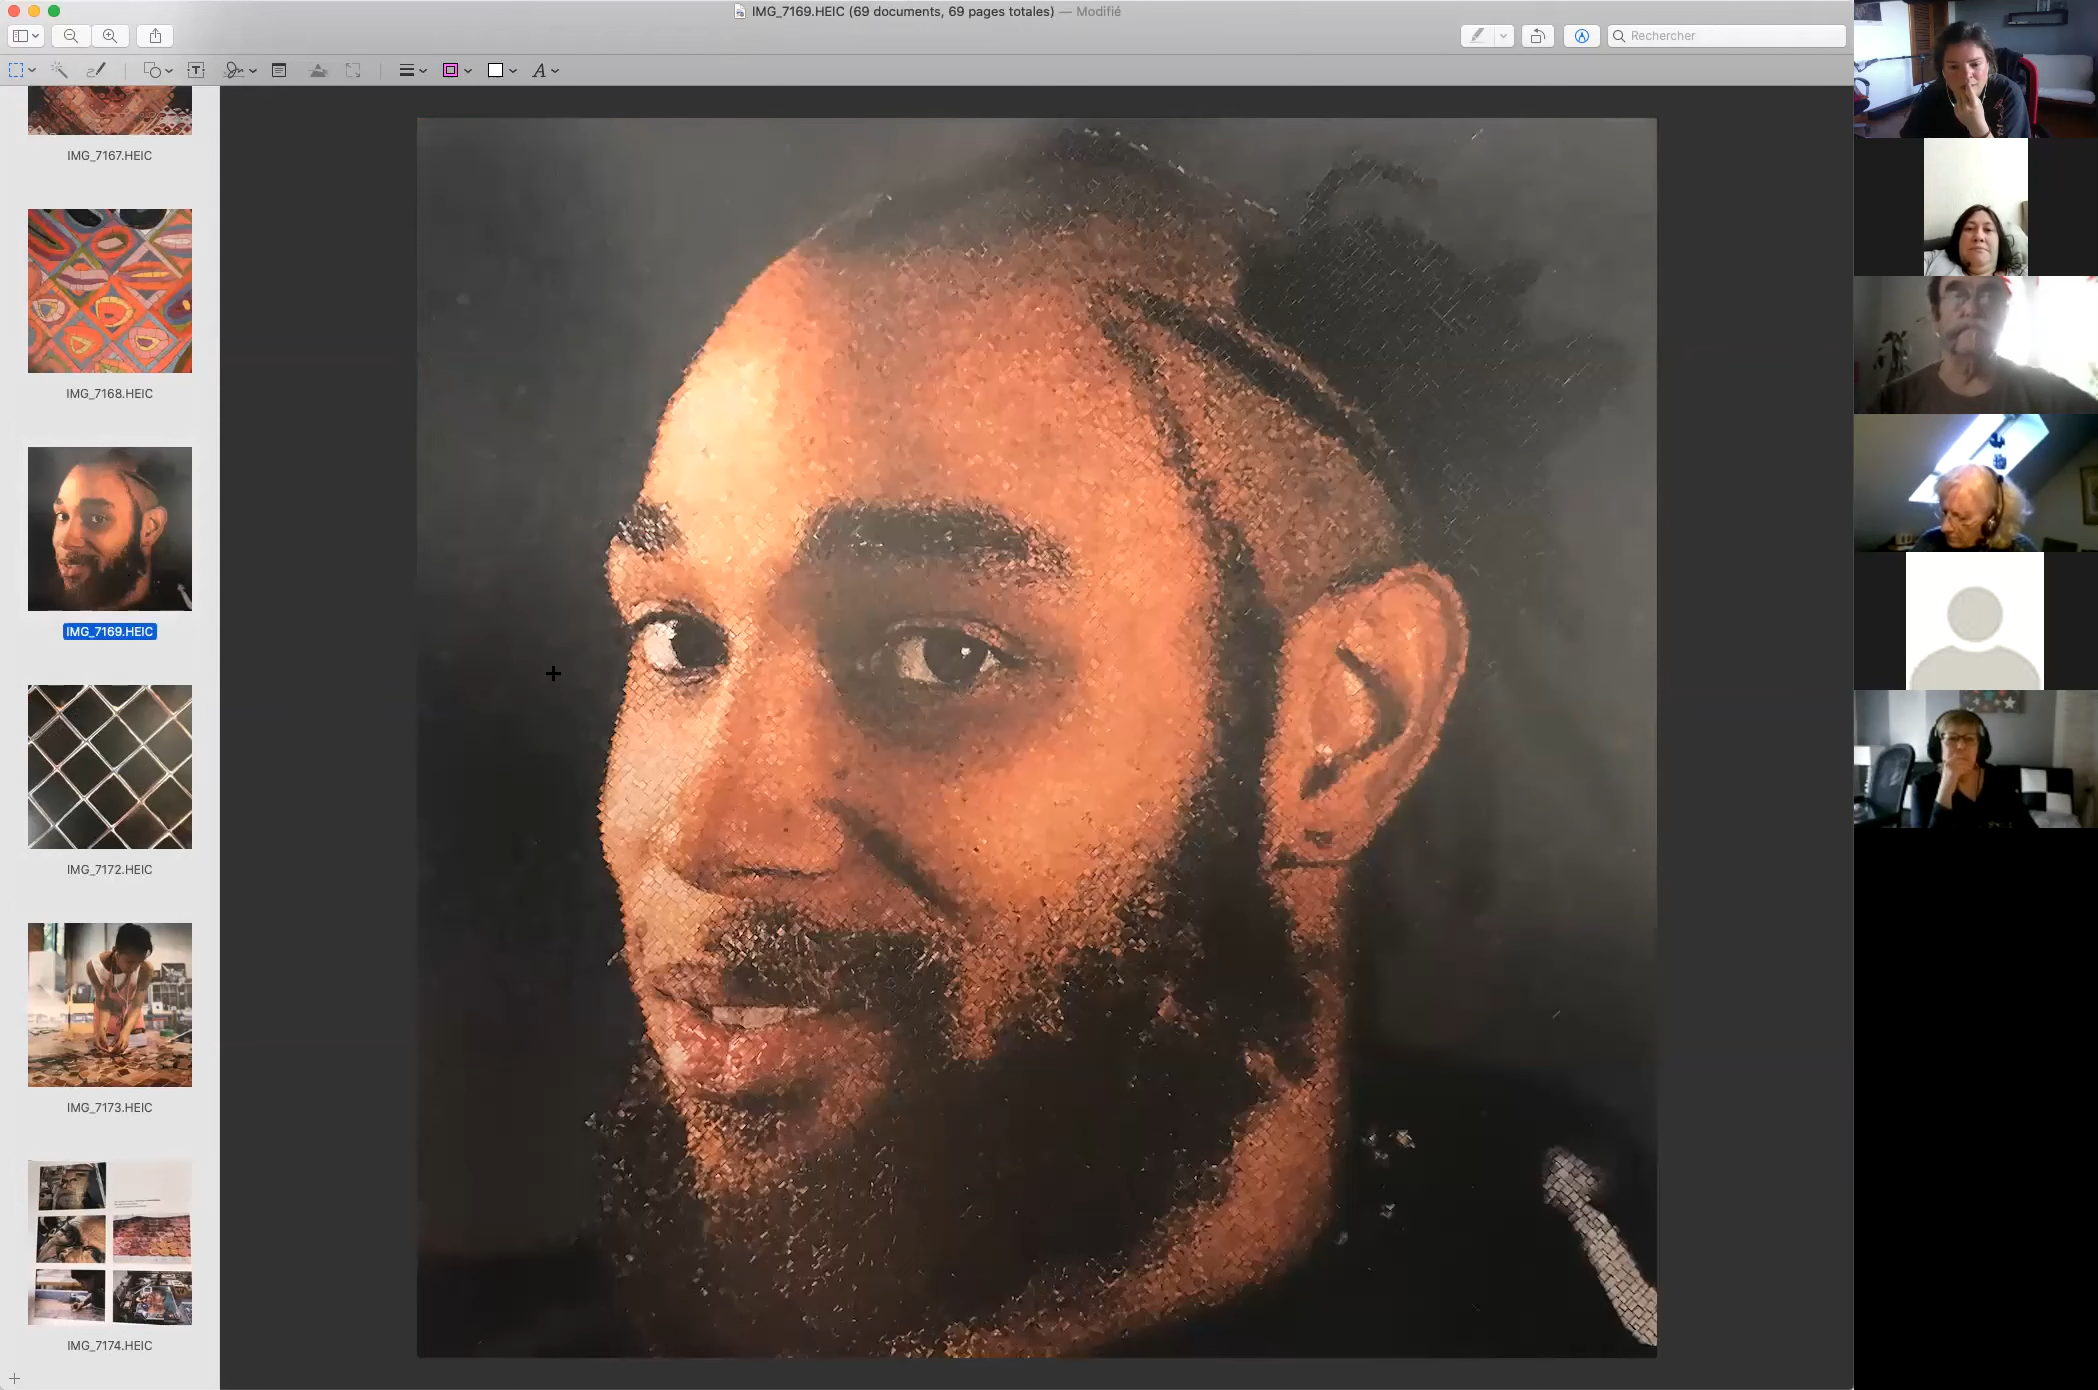 IMG_7169.HEIC (69 documents, 69 pages totales) — Modifié
Rechercher
IMG_7167.HEIC
IMG_7168.HEIC
IMG_7169.HEIC
IMG_7172.HEIC
IMG_7173.HEIC
IMG_7174.HEIC